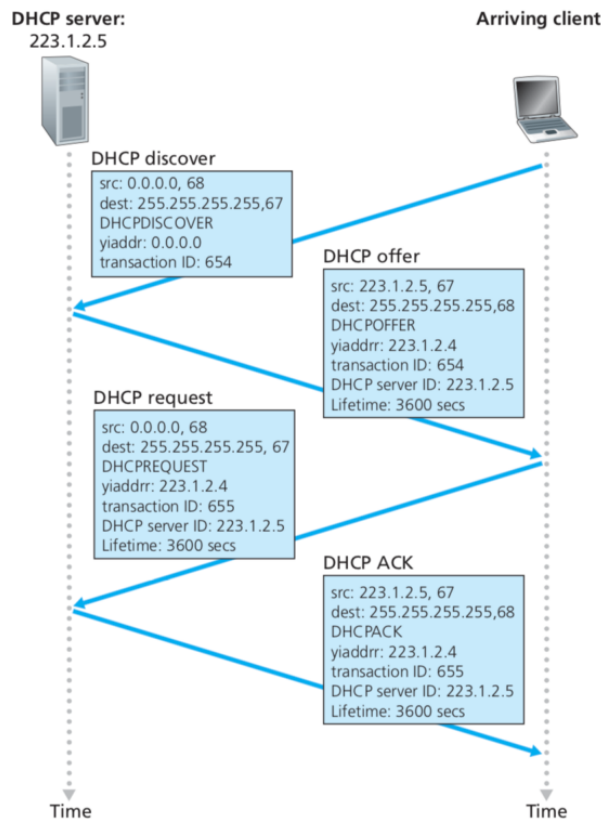 DHCP server:
223.1.2.5
Arriving client
DHCP discover
src: 0.0.0.0, 68
dest: 255.255.255.255,67
DHCPDISCOVER
yiaddr: 0.0.0.0
transaction ID: 654
DHCP offer
src: 223.1.2.5, 67
dest: 255.255.255.255,68
DHCPOFFER
yiaddrr: 223.1.2.4
transaction ID: 654
DHCP server ID: 223.1.2.5
Lifetime: 3600 secs
DHCP request
src: 0.0.0.0, 68
dest: 255.255.255.255, 67
DHCPREQUEST
yiaddrr: 223.1.2.4
transaction ID: 655
DHCP server ID: 223.1.2.5
Lifetime: 3600 secs
DHCP ACK
src: 223.1.2.5, 67
dest: 255.255.255.255,68
DHCPACK
yiaddrr: 223.1.2.4
transaction ID: 655
DHCP server ID: 223.1.2.5
Lifetime: 3600 secs
Time
Time